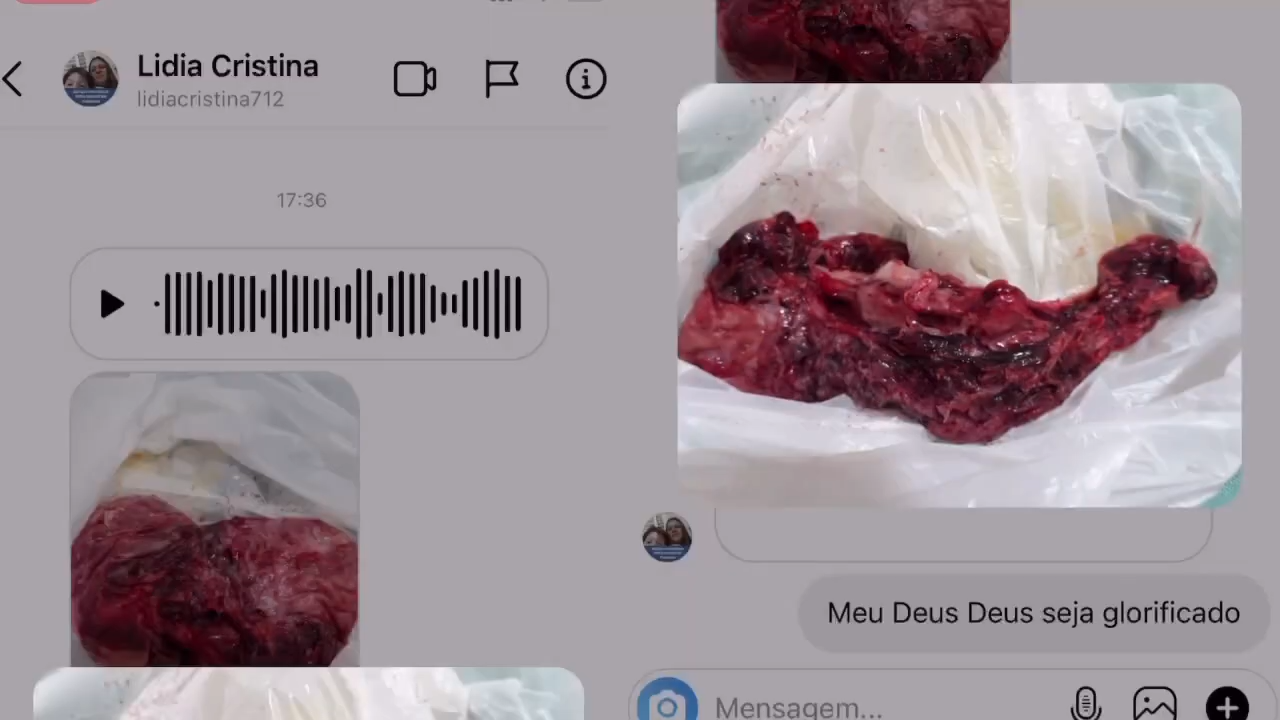 Lidia Cristina
lidiacristina712
17:36
Meu Deus Deus seja glorificado
Mensagem...